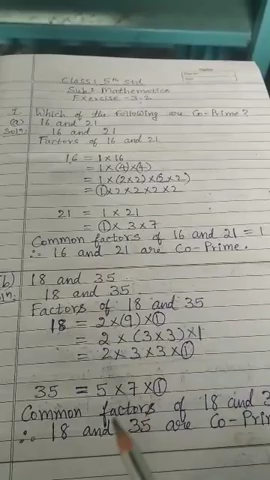 Class: 5th std
Sub: Mathematics
Exercise - 3.2
1. Which of the following are Co-Prime?
(a) 16 and 21
Soln. 16 and 21
Factors of 16 and 21
16 = 1 × 16
= 1 × (4) × (4)
= 1 × (2 × 2) × (2 × 2)
= (1) × 2 × 2 × 2 × 2
21 = 1 × 21
= (1) × 3 × 7
Common factors of 16 and 21 = 1
∴ 16 and 21 are Co-Prime.
(b) 18 and 35
18 and 35.
Factors of 18 and 35
18 = 2 × (9) × (1)
= 2 × (3 × 3) × 1
= 2 × 3 × 3 × (1)
35 = 5 × 7 × (1)
Common factors of 18 and 3
∴ 18 and 35 are Co-Pri